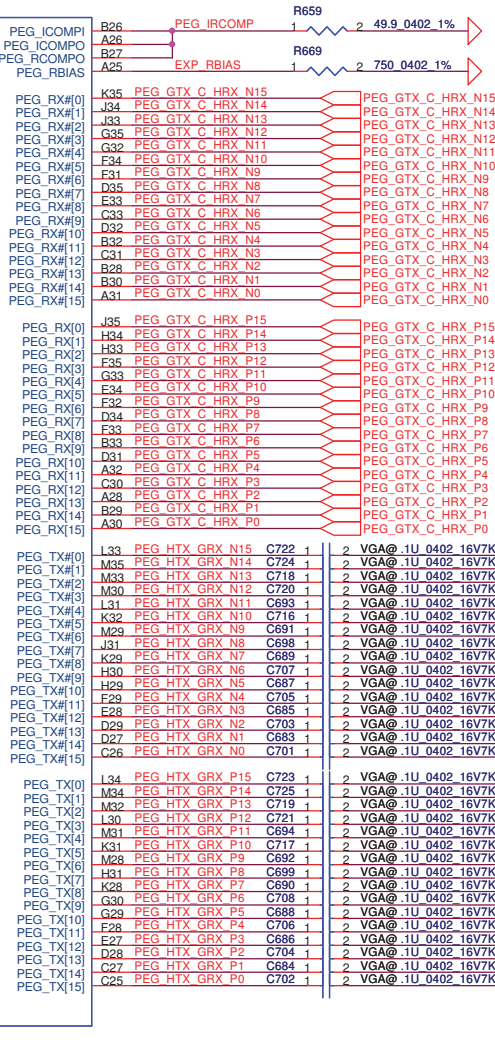 R659
PEG_ICOMPI B26 PEG_IRCOMP 1 2 49.9_0402_1%
PEG_ICOMPO A26
PEG_RCOMPO B27
R669
PEG_RBIAS A25 EXP_RBIAS 1 2 750_0402_1%
PEG_RX#[0] K35 PEG_GTX_C_HRX_N15 PEG_GTX_C_HRX_N15
PEG_RX#[1] J34 PEG_GTX_C_HRX_N14 PEG_GTX_C_HRX_N14
PEG_RX#[2] J33 PEG_GTX_C_HRX_N13 PEG_GTX_C_HRX_N13
PEG_RX#[3] G35 PEG_GTX_C_HRX_N12 PEG_GTX_C_HRX_N12
PEG_RX#[4] G32 PEG_GTX_C_HRX_N11 PEG_GTX_C_HRX_N11
PEG_RX#[5] F34 PEG_GTX_C_HRX_N10 PEG_GTX_C_HRX_N10
PEG_RX#[6] F31 PEG_GTX_C_HRX_N9 PEG_GTX_C_HRX_N9
PEG_RX#[7] D35 PEG_GTX_C_HRX_N8 PEG_GTX_C_HRX_N8
PEG_RX#[8] E33 PEG_GTX_C_HRX_N7 PEG_GTX_C_HRX_N7
PEG_RX#[9] C33 PEG_GTX_C_HRX_N6 PEG_GTX_C_HRX_N6
PEG_RX#[10] D32 PEG_GTX_C_HRX_N5 PEG_GTX_C_HRX_N5
PEG_RX#[11] B32 PEG_GTX_C_HRX_N4 PEG_GTX_C_HRX_N4
PEG_RX#[12] C31 PEG_GTX_C_HRX_N3 PEG_GTX_C_HRX_N3
PEG_RX#[13] B28 PEG_GTX_C_HRX_N2 PEG_GTX_C_HRX_N2
PEG_RX#[14] B30 PEG_GTX_C_HRX_N1 PEG_GTX_C_HRX_N1
PEG_RX#[15] A31 PEG_GTX_C_HRX_N0 PEG_GTX_C_HRX_N0
PEG_RX[0] J35 PEG_GTX_C_HRX_P15 PEG_GTX_C_HRX_P15
PEG_RX[1] H34 PEG_GTX_C_HRX_P14 PEG_GTX_C_HRX_P14
PEG_RX[2] H33 PEG_GTX_C_HRX_P13 PEG_GTX_C_HRX_P13
PEG_RX[3] F35 PEG_GTX_C_HRX_P12 PEG_GTX_C_HRX_P12
PEG_RX[4] G33 PEG_GTX_C_HRX_P11 PEG_GTX_C_HRX_P11
PEG_RX[5] E34 PEG_GTX_C_HRX_P10 PEG_GTX_C_HRX_P10
PEG_RX[6] F32 PEG_GTX_C_HRX_P9 PEG_GTX_C_HRX_P9
PEG_RX[7] D34 PEG_GTX_C_HRX_P8 PEG_GTX_C_HRX_P8
PEG_RX[8] F33 PEG_GTX_C_HRX_P7 PEG_GTX_C_HRX_P7
PEG_RX[9] B33 PEG_GTX_C_HRX_P6 PEG_GTX_C_HRX_P6
PEG_RX[10] D31 PEG_GTX_C_HRX_P5 PEG_GTX_C_HRX_P5
PEG_RX[11] A32 PEG_GTX_C_HRX_P4 PEG_GTX_C_HRX_P4
PEG_RX[12] C30 PEG_GTX_C_HRX_P3 PEG_GTX_C_HRX_P3
PEG_RX[13] A28 PEG_GTX_C_HRX_P2 PEG_GTX_C_HRX_P2
PEG_RX[14] B29 PEG_GTX_C_HRX_P1 PEG_GTX_C_HRX_P1
PEG_RX[15] A30 PEG_GTX_C_HRX_P0 PEG_GTX_C_HRX_P0
PEG_TX#[0] L33 PEG_HTX_GRX_N15 C722 1 2 VGA@ .1U_0402_16V7K
PEG_TX#[1] M35 PEG_HTX_GRX_N14 C724 1 2 VGA@ .1U_0402_16V7K
PEG_TX#[2] M33 PEG_HTX_GRX_N13 C718 1 2 VGA@ .1U_0402_16V7K
PEG_TX#[3] M30 PEG_HTX_GRX_N12 C720 1 2 VGA@ .1U_0402_16V7K
PEG_TX#[4] L31 PEG_HTX_GRX_N11 C693 1 2 VGA@ .1U_0402_16V7K
PEG_TX#[5] K32 PEG_HTX_GRX_N10 C716 1 2 VGA@ .1U_0402_16V7K
PEG_TX#[6] M29 PEG_HTX_GRX_N9 C691 1 2 VGA@ .1U_0402_16V7K
PEG_TX#[7] J31 PEG_HTX_GRX_N8 C698 1 2 VGA@ .1U_0402_16V7K
PEG_TX#[8] K29 PEG_HTX_GRX_N7 C689 1 2 VGA@ .1U_0402_16V7K
PEG_TX#[9] H30 PEG_HTX_GRX_N6 C707 1 2 VGA@ .1U_0402_16V7K
PEG_TX#[10] H29 PEG_HTX_GRX_N5 C687 1 2 VGA@ .1U_0402_16V7K
PEG_TX#[11] F29 PEG_HTX_GRX_N4 C705 1 2 VGA@ .1U_0402_16V7K
PEG_TX#[12] E28 PEG_HTX_GRX_N3 C685 1 2 VGA@ .1U_0402_16V7K
PEG_TX#[13] D29 PEG_HTX_GRX_N2 C703 1 2 VGA@ .1U_0402_16V7K
PEG_TX#[14] D27 PEG_HTX_GRX_N1 C683 1 2 VGA@ .1U_0402_16V7K
PEG_TX#[15] C26 PEG_HTX_GRX_N0 C701 1 2 VGA@ .1U_0402_16V7K
PEG_TX[0] L34 PEG_HTX_GRX_P15 C723 1 2 VGA@ .1U_0402_16V7K
PEG_TX[1] M34 PEG_HTX_GRX_P14 C725 1 2 VGA@ .1U_0402_16V7K
PEG_TX[2] M32 PEG_HTX_GRX_P13 C719 1 2 VGA@ .1U_0402_16V7K
PEG_TX[3] L30 PEG_HTX_GRX_P12 C721 1 2 VGA@ .1U_0402_16V7K
PEG_TX[4] M31 PEG_HTX_GRX_P11 C694 1 2 VGA@ .1U_0402_16V7K
PEG_TX[5] K31 PEG_HTX_GRX_P10 C717 1 2 VGA@ .1U_0402_16V7K
PEG_TX[6] M28 PEG_HTX_GRX_P9 C692 1 2 VGA@ .1U_0402_16V7K
PEG_TX[7] H31 PEG_HTX_GRX_P8 C699 1 2 VGA@ .1U_0402_16V7K
PEG_TX[8] K28 PEG_HTX_GRX_P7 C690 1 2 VGA@ .1U_0402_16V7K
PEG_TX[9] G30 PEG_HTX_GRX_P6 C708 1 2 VGA@ .1U_0402_16V7K
PEG_TX[10] G29 PEG_HTX_GRX_P5 C688 1 2 VGA@ .1U_0402_16V7K
PEG_TX[11] F28 PEG_HTX_GRX_P4 C706 1 2 VGA@ .1U_0402_16V7K
PEG_TX[12] E27 PEG_HTX_GRX_P3 C686 1 2 VGA@ .1U_0402_16V7K
PEG_TX[13] D28 PEG_HTX_GRX_P2 C704 1 2 VGA@ .1U_0402_16V7K
PEG_TX[14] C27 PEG_HTX_GRX_P1 C684 1 2 VGA@ .1U_0402_16V7K
PEG_TX[15] C25 PEG_HTX_GRX_P0 C702 1 2 VGA@ .1U_0402_16V7K